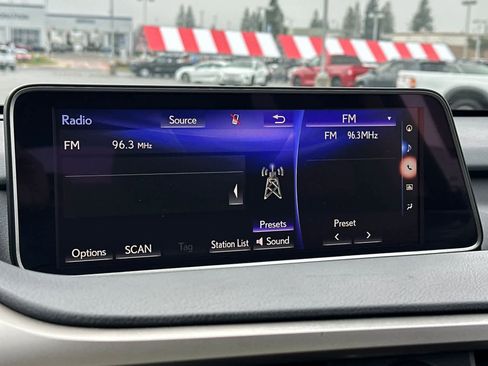 Radio
Source
FM
FM 96.3 MHz
FM 96.3MHz
Presets
Preset
Options
SCAN
Tag
Station List
Sound